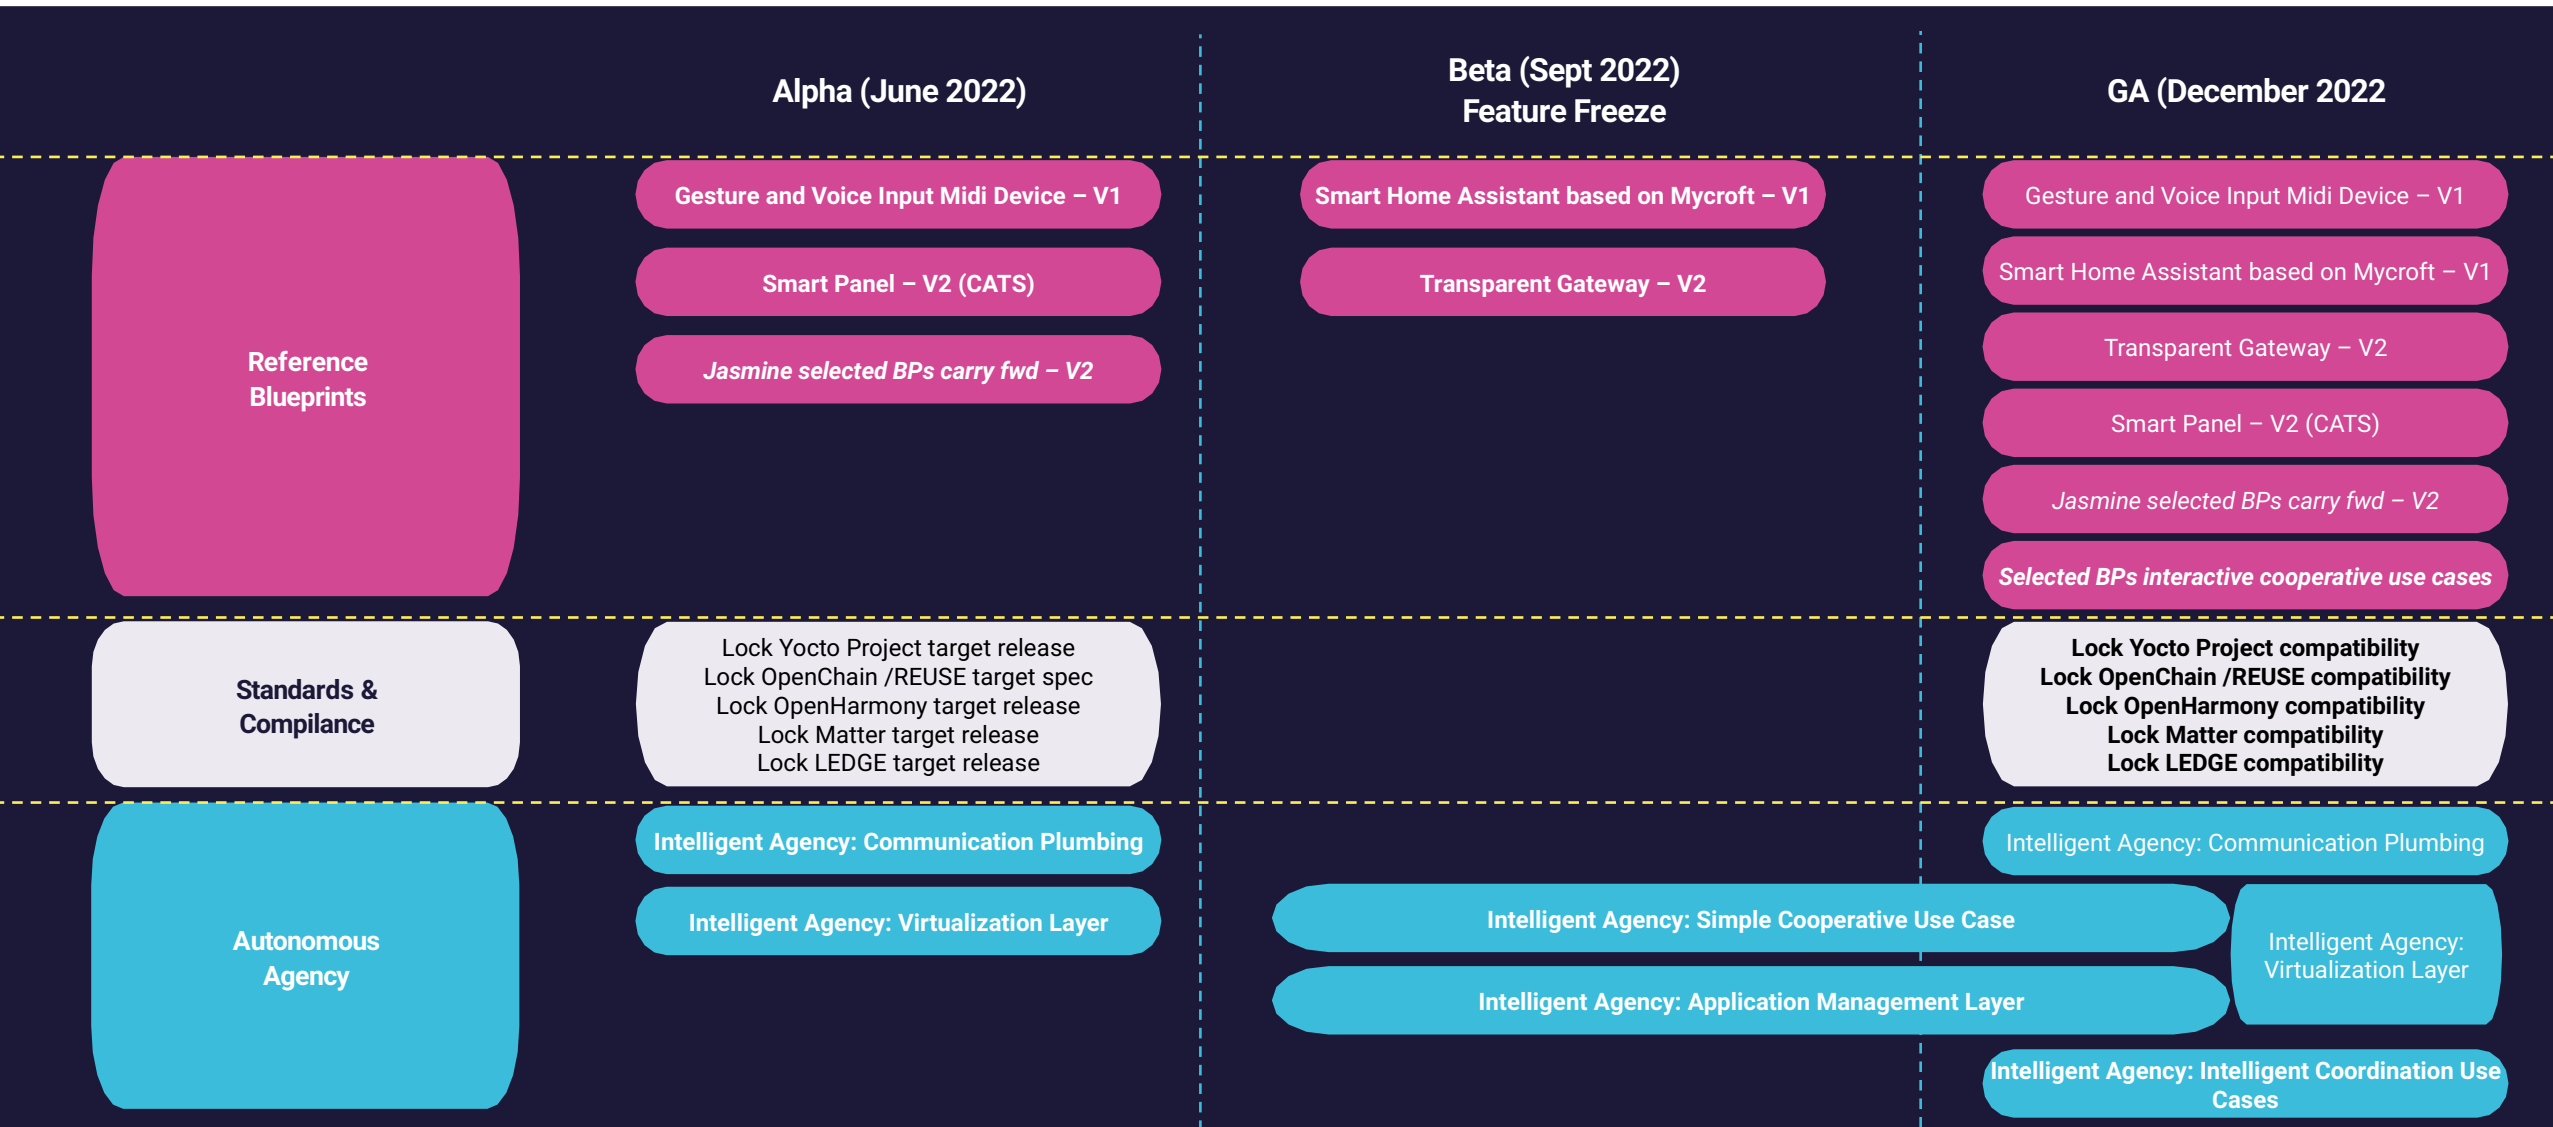 Alpha (June 2022)
Beta (Sept 2022)
Feature Freeze
GA (December 2022
Reference
Blueprints
Gesture and Voice Input Midi Device – V1
Smart Panel – V2 (CATS)
Jasmine selected BPs carry fwd – V2
Smart Home Assistant based on Mycroft – V1
Transparent Gateway – V2
Gesture and Voice Input Midi Device – V1
Smart Home Assistant based on Mycroft – V1
Transparent Gateway – V2
Smart Panel – V2 (CATS)
Jasmine selected BPs carry fwd – V2
Selected BPs interactive cooperative use cases
Standards &
Compilance
Lock Yocto Project target release
Lock OpenChain /REUSE target spec
Lock OpenHarmony target release
Lock Matter target release
Lock LEDGE target release
Lock Yocto Project compatibility
Lock OpenChain /REUSE compatibility
Lock OpenHarmony compatibility
Lock Matter compatibility
Lock LEDGE compatibility
Autonomous
Agency
Intelligent Agency: Communication Plumbing
Intelligent Agency: Virtualization Layer
Intelligent Agency: Simple Cooperative Use Case
Intelligent Agency: Application Management Layer
Intelligent Agency: Communication Plumbing
Intelligent Agency:
Virtualization Layer
Intelligent Agency: Intelligent Coordination Use
Cases